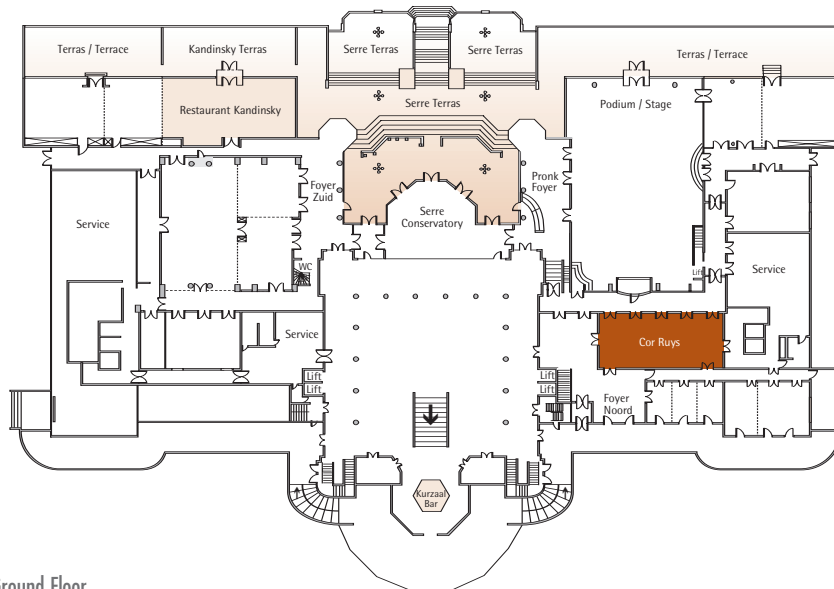 Terras / Terrace
Kandinsky Terras
Serre Terras
Serre Terras
Terras / Terrace
Restaurant Kandinsky
Serre Terras
Podium / Stage
Foyer
Zuid
Pronk
Foyer
Serre
Conservatory
Service
WC
Lift
Service
Service
Cor Ruys
Lift
Lift
Lift
Lift
Foyer
Noord
Kurzaal
Bar
Ground Floor